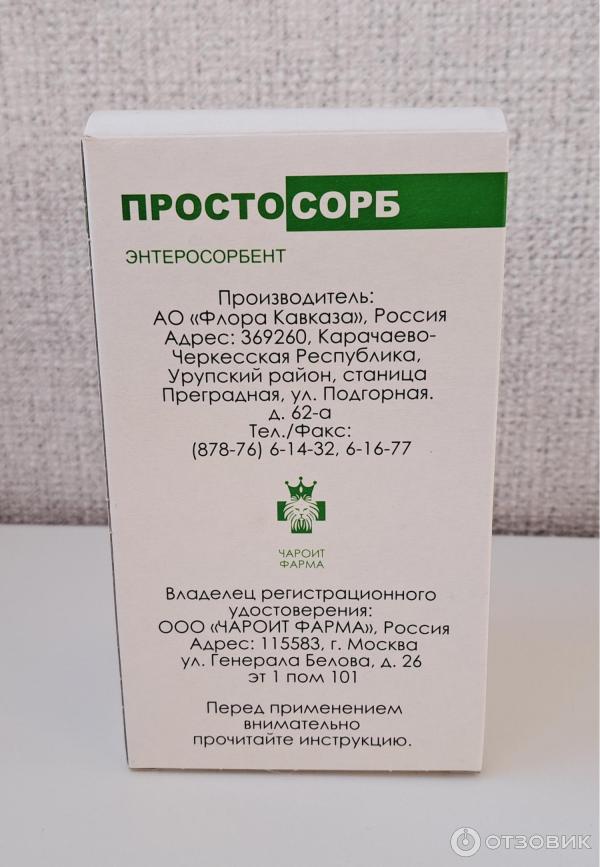 ПРОСТОСОРБ
ЭНТЕРОСОРБЕНТ
Производитель:
АО «Флора Кавказа», Россия
Адрес: 369260, Карачаево-
Черкесская Республика,
Урупский район, станица
Преградная, ул. Подгорная.
д. 62-а
Тел./Факс:
(878-76) 6-14-32, 6-16-77
ЧАРОИТ
ФАРМА
Владелец регистрационного
удостоверения:
ООО «ЧАРОИТ ФАРМА», Россия
Адрес: 115583, г. Москва
ул. Генерала Белова, д. 26
эт 1 пом 101
Перед применением
внимательно
прочитайте инструкцию.
ОТЗОВИК